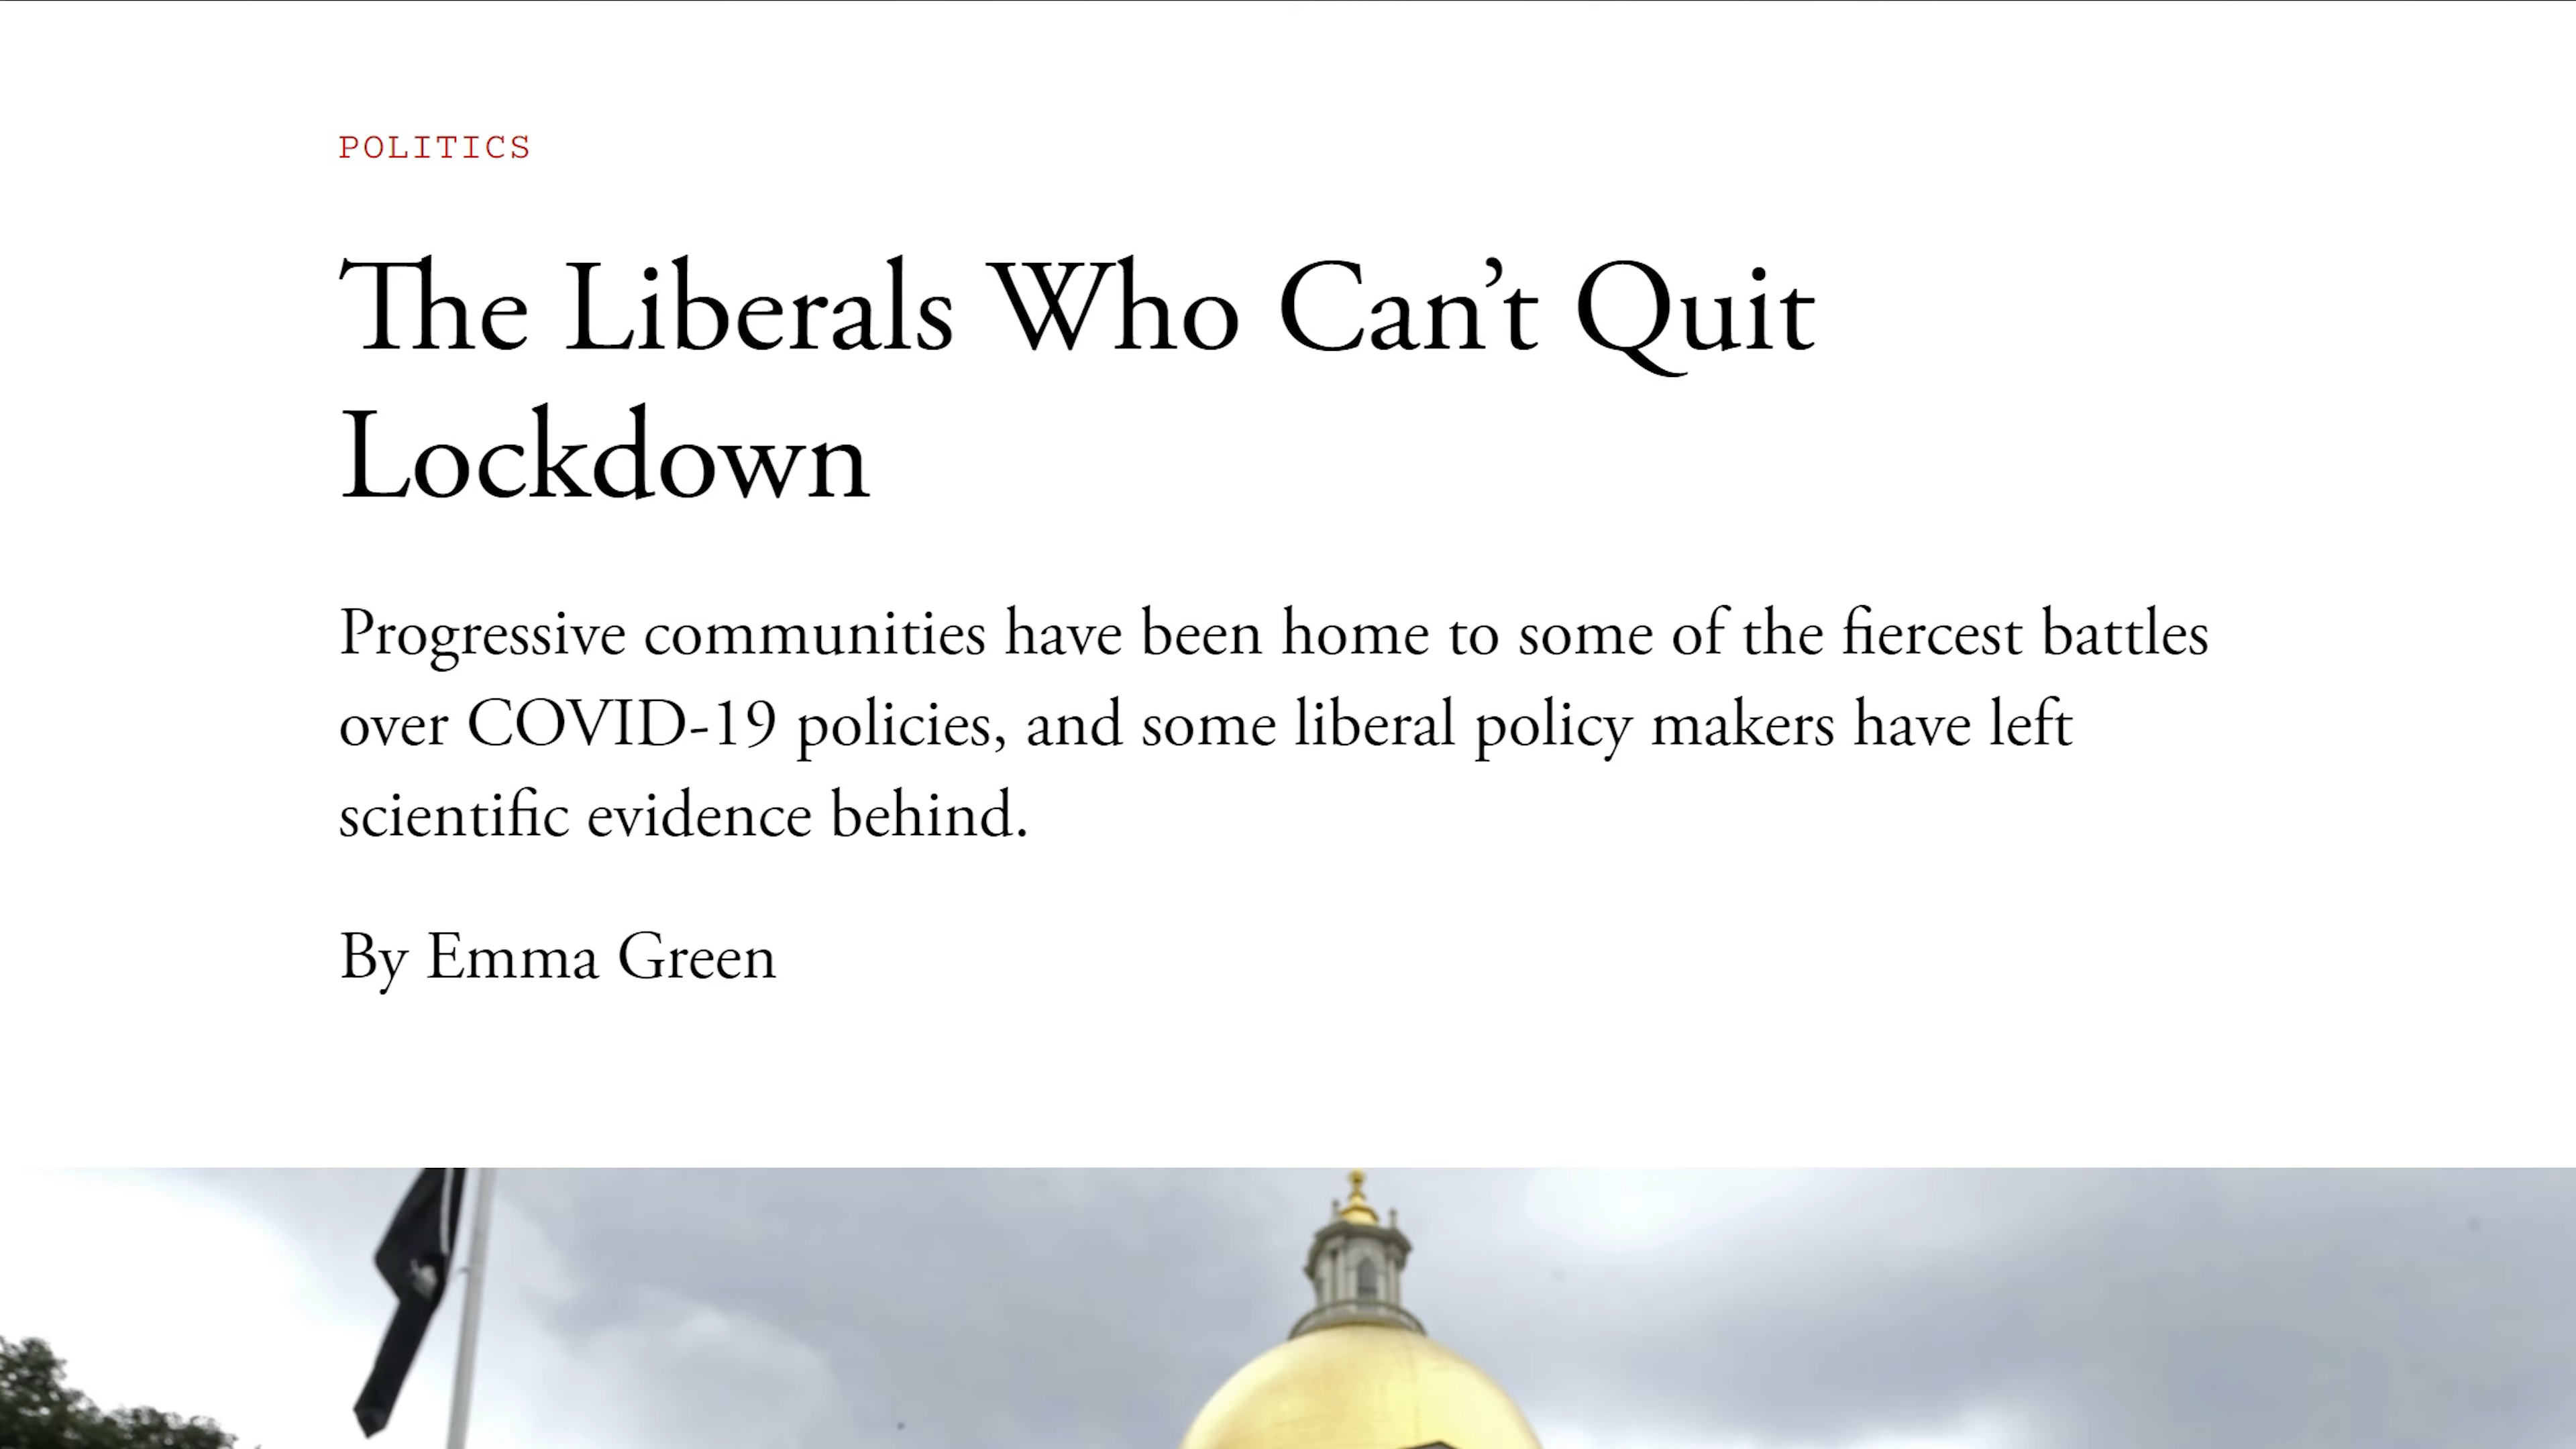 POLITICS
The Liberals Who Can’t Quit
Lockdown
Progressive communities have been home to some of the fiercest battles
over COVID-19 policies, and some liberal policy makers have left
scientific evidence behind.
By Emma Green